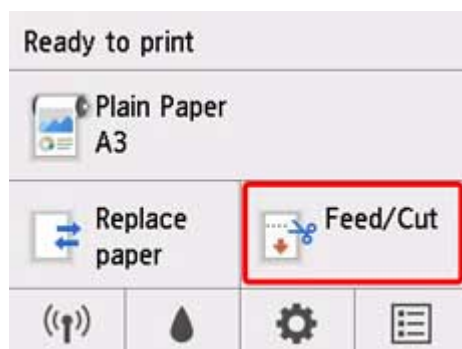 Ready to print
Plain Paper
A3
Replace
paper
Feed/Cut